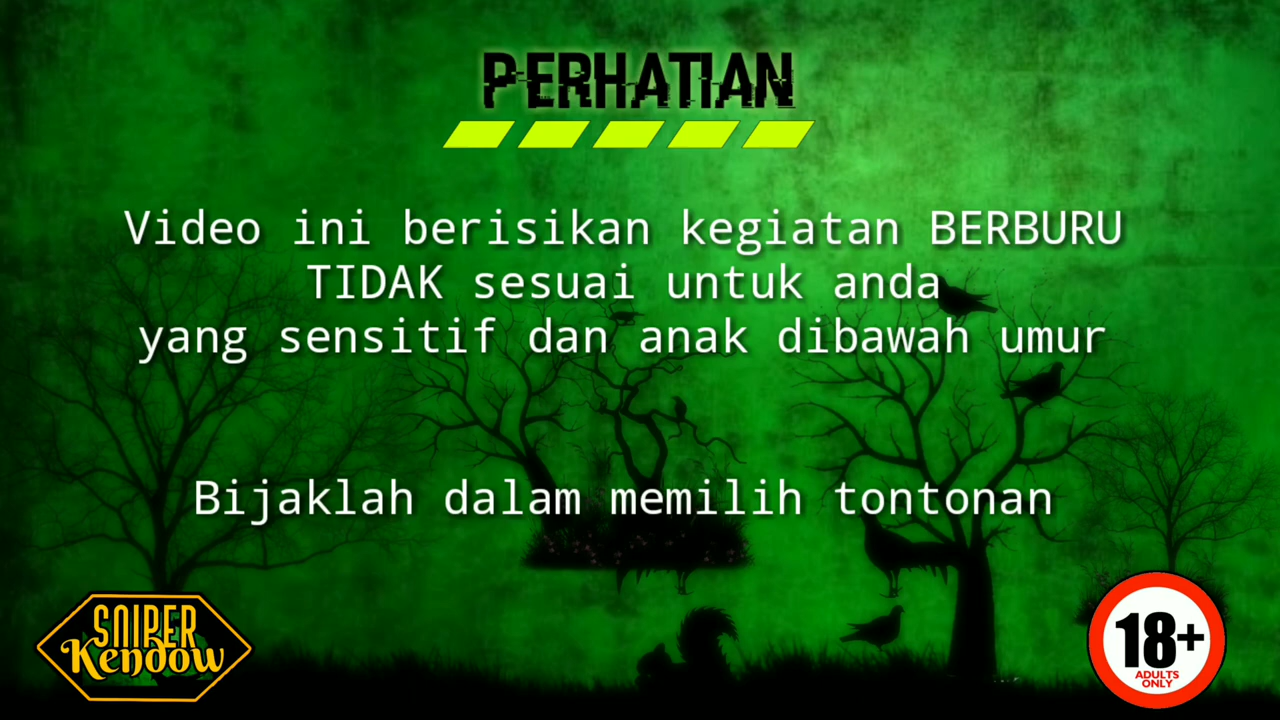 PERHATIAN
Video ini berisikan kegiatan BERBURU
TIDAK sesuai untuk anda
yang sensitif dan anak dibawah umur
Bijaklah dalam memilih tontonan
SNIPER
Kendow
18+
ADULTS
ONLY